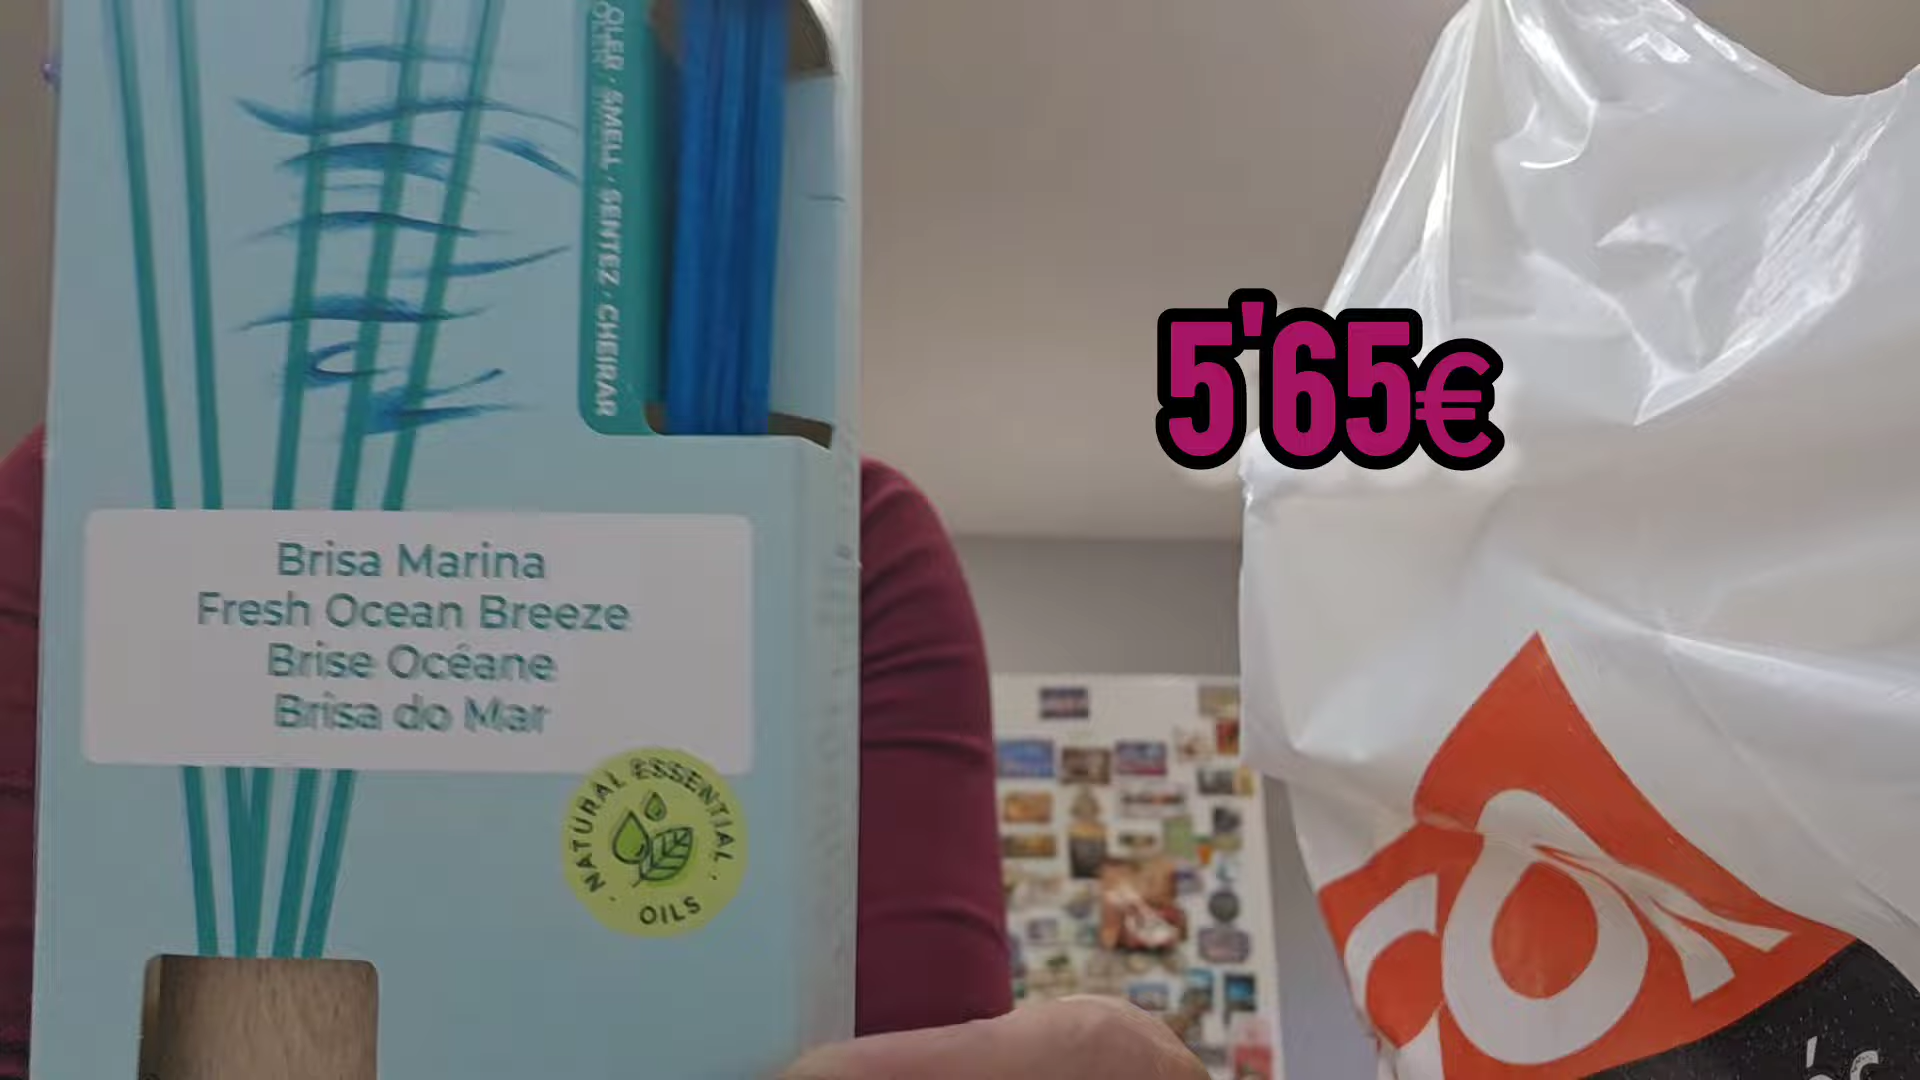 OLER · SMELL · SENTEZ · CHEIRAR
5'65€
Brisa Marina
Fresh Ocean Breeze
Brise Océane
Brisa do Mar
NATURAL ESSENTIAL
· OILS ·